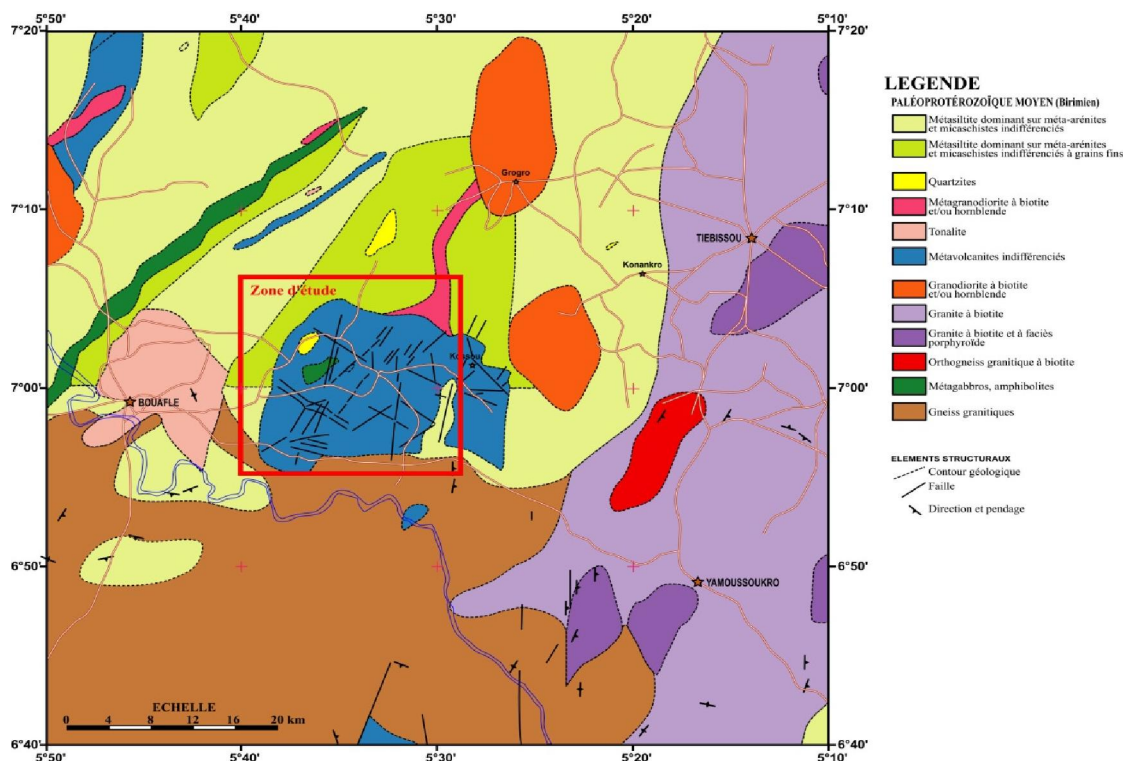 5°50' 5°40' 5°30' 5°20' 5°10'
7°20' 7°20'
7°10' 7°10'
7°00' 7°00'
6°50' 6°50'
6°40' 6°40'
5°50' 5°40' 5°30' 5°20' 5°10'
Grogro
TIEBISSOU
Konankro
Zone d'étude
Kossou
BOUAFLE
YAMOUSSOUKRO
ECHELLE
0 4 8 12 16 20 km
LEGENDE
PALÉOPROTÉROZOÏQUE MOYEN (Birimien)
Métasiltite dominant sur méta-arénites
et micaschistes indifférenciés
Métasiltite dominant sur méta-arénites
et micaschistes indifférenciés à grains fins
Quartzites
Métagranodiorite à biotite
et/ou hornblende
Tonalite
Métavolcanites indifférenciés
Granodiorite à biotite
et/ou hornblende
Granite à biotite
Granite à biotite et à faciès
porphyroïde
Orthogneiss granitique à biotite
Métagabbros, amphibolites
Gneiss granitiques
ELEMENTS STRUCTURAUX
Contour géologique
Faille
Direction et pendage